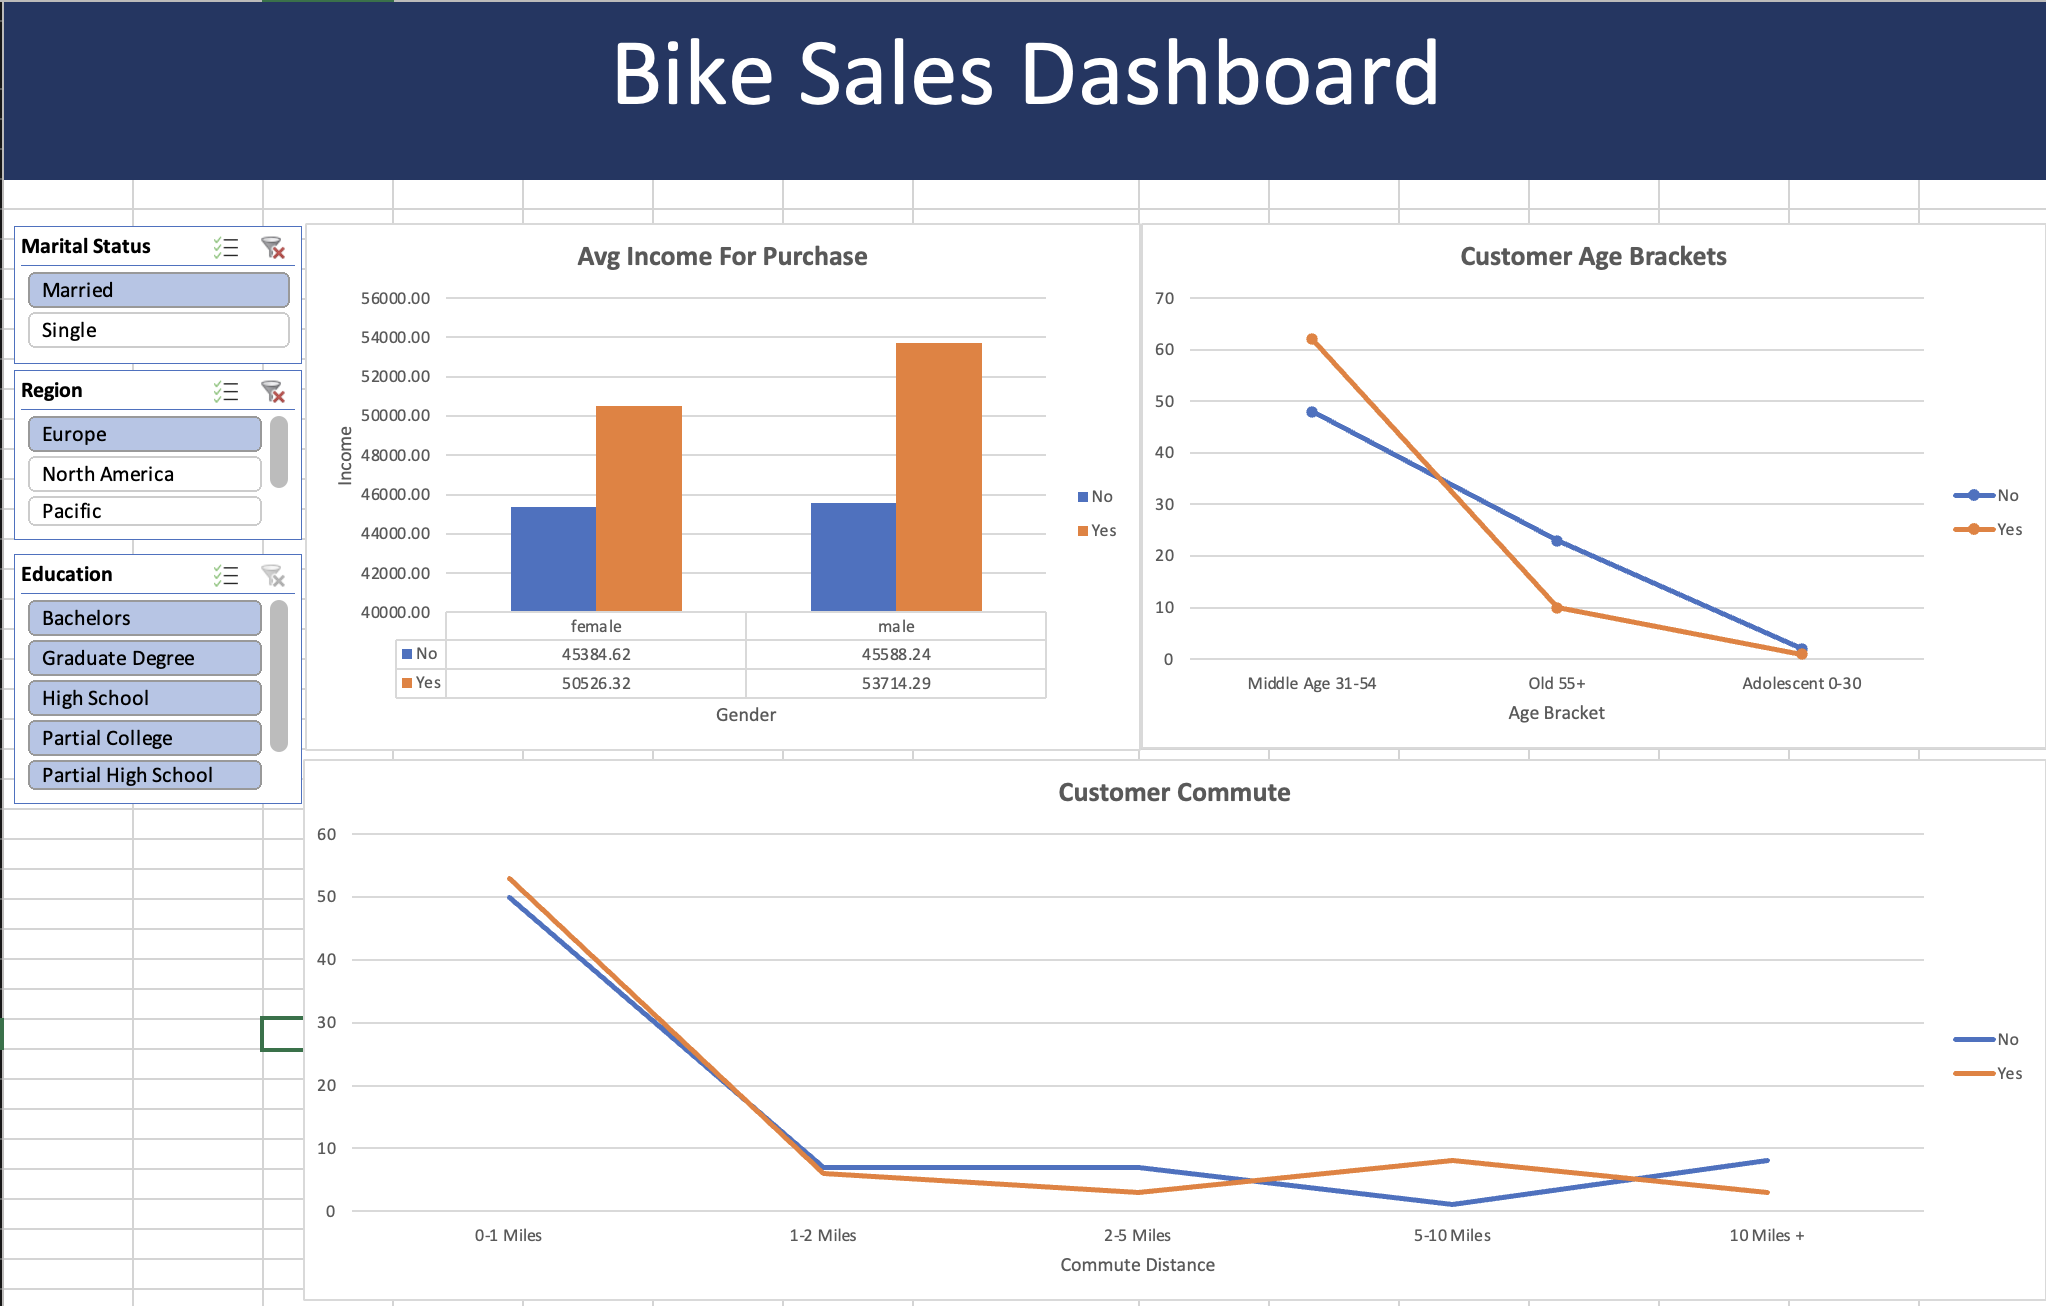 Bike Sales Dashboard
Marital Status
Married
Single
Region
Europe
North America
Pacific
Education
Bachelors
Graduate Degree
High School
Partial College
Partial High School
Avg Income For Purchase
56000.00
54000.00
52000.00
50000.00
48000.00
46000.00
44000.00
42000.00
40000.00
Income
female male
No 45384.62 45588.24
Yes 50526.32 53714.29
Gender
No
Yes
Customer Age Brackets
70
60
50
40
30
20
10
0
Middle Age 31-54 Old 55+ Adolescent 0-30
Age Bracket
No
Yes
Customer Commute
60
50
40
30
20
10
0
0-1 Miles 1-2 Miles 2-5 Miles 5-10 Miles 10 Miles +
Commute Distance
No
Yes